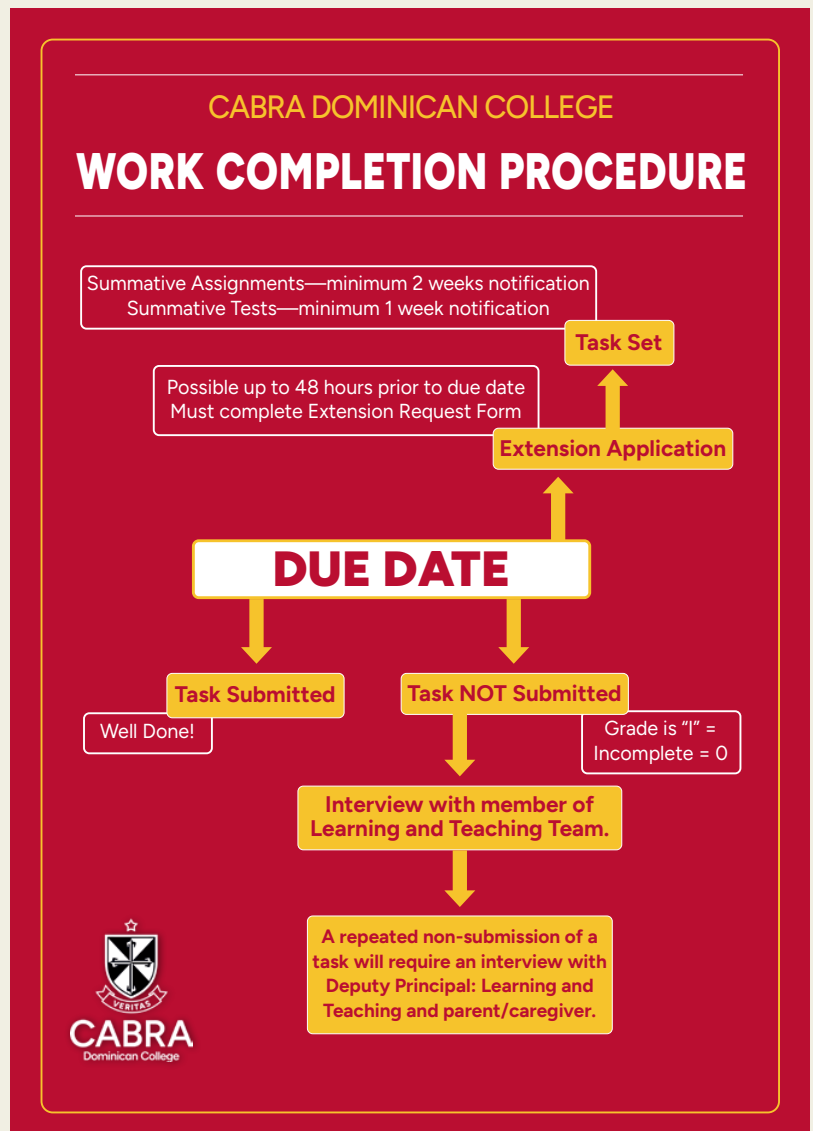 CABRA DOMINICAN COLLEGE
WORK COMPLETION PROCEDURE
Summative Assignments—minimum 2 weeks notification
Summative Tests—minimum 1 week notification
Task Set
Possible up to 48 hours prior to due date
Must complete Extension Request Form
Extension Application
DUE DATE
Task Submitted
Well Done!
Task NOT Submitted
Grade is “I” =
Incomplete = 0
Interview with member of
Learning and Teaching Team.
A repeated non-submission of a
task will require an interview with
Deputy Principal: Learning and
Teaching and parent/caregiver.
VERITAS
CABRA
Dominican College